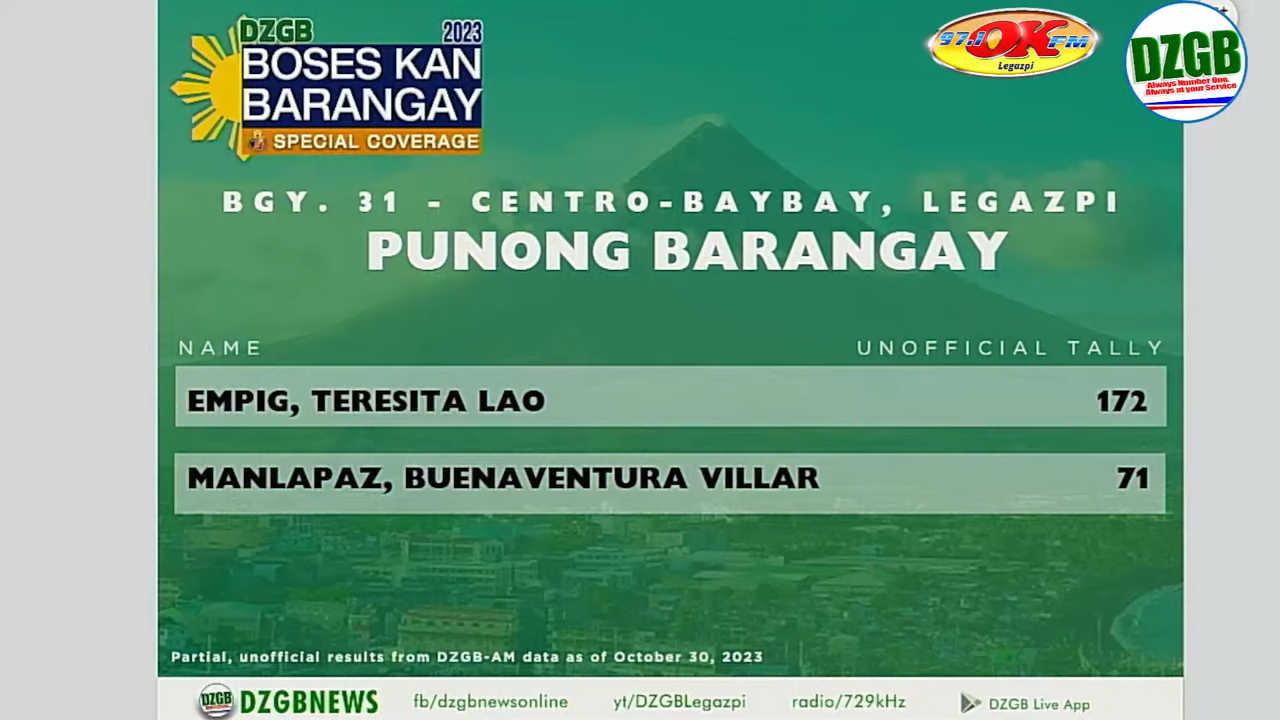 DZGB 2023
BOSES KAN
BARANGAY
SPECIAL COVERAGE
97.1 OK FM
Legazpi
DZGB
Always Number One.
Always at your Service
BGY. 31 - CENTRO-BAYBAY, LEGAZPI
PUNONG BARANGAY
NAME UNOFFICIAL TALLY
EMPIG, TERESITA LAO 172
MANLAPAZ, BUENAVENTURA VILLAR 71
Partial, unofficial results from DZGB-AM data as of October 30, 2023
DZGB DZGBNEWS fb/dzgbnewsonline yt/DZGBLegazpi radio/729kHz DZGB Live App